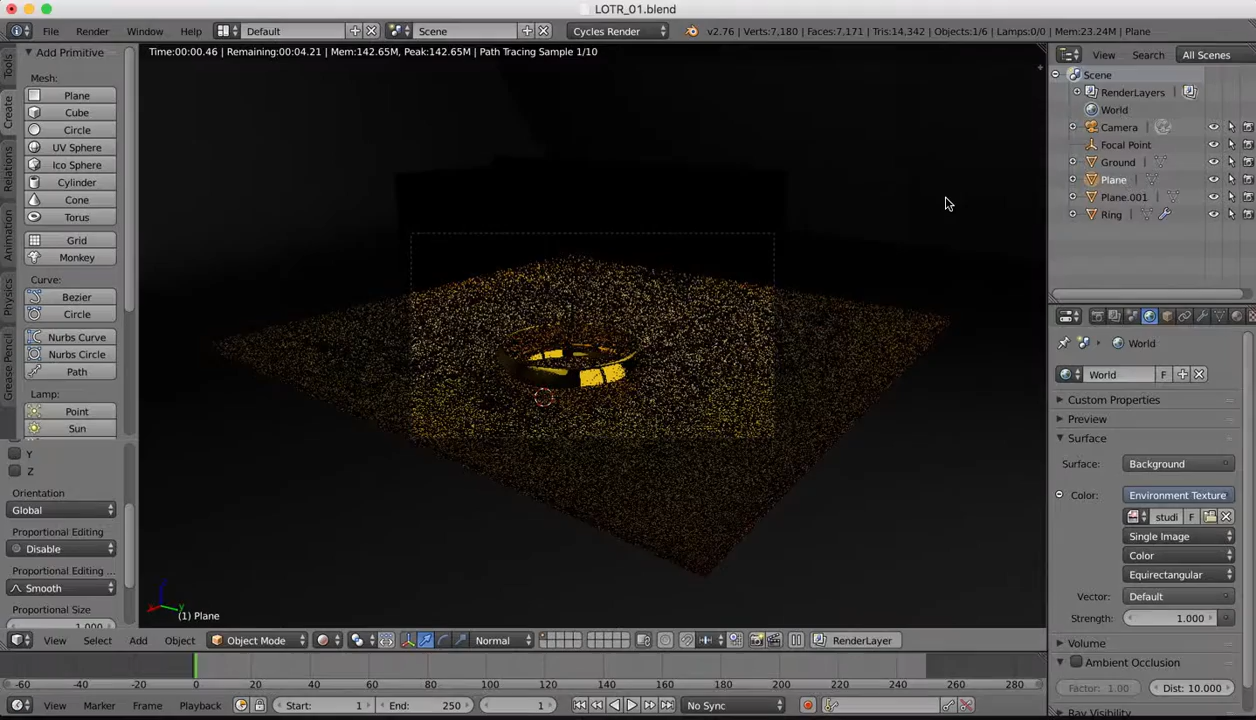 LOTR_01.blend
File Render Window Help Default Scene Cycles Render v2.76 | Verts:7,180 | Faces:7,171 | Tris:14,342 | Objects:1/6 | Lamps:0/0 | Mem:23.24M | Plane
Time:00:00.46 | Remaining:00:04.21 | Mem:142.65M, Peak:142.65M | Path Tracing Sample 1/10
Tools
Create
Relations
Animation
Physics
Grease Pencil
Add Primitive
Mesh:
Plane
Cube
Circle
UV Sphere
Ico Sphere
Cylinder
Cone
Torus
Grid
Monkey
Curve:
Bezier
Circle
Nurbs Curve
Nurbs Circle
Path
Lamp:
Point
Sun
Y
Z
Orientation
Global
Proportional Editing
Disable
Proportional Editing ...
Smooth
Proportional Size
1.000
(1) Plane
View Select Add Object Object Mode Normal RenderLayer
View Search All Scenes
Scene
RenderLayers
World
Camera
Focal Point
Ground
Plane
Plane.001
Ring
World
World F
Custom Properties
Preview
Surface
Surface: Background
Color: Environment Texture
studi F
Single Image
Color
Equirectangular
Vector: Default
Strength: 1.000
Volume
Ambient Occlusion
Factor: 1.00 Dist: 10.000
Ray Visibility
-60 -40 -20 0 20 40 60 80 100 120 140 160 180 200 220 240 260 280
View Marker Frame Playback Start: 1 End: 250 1 No Sync